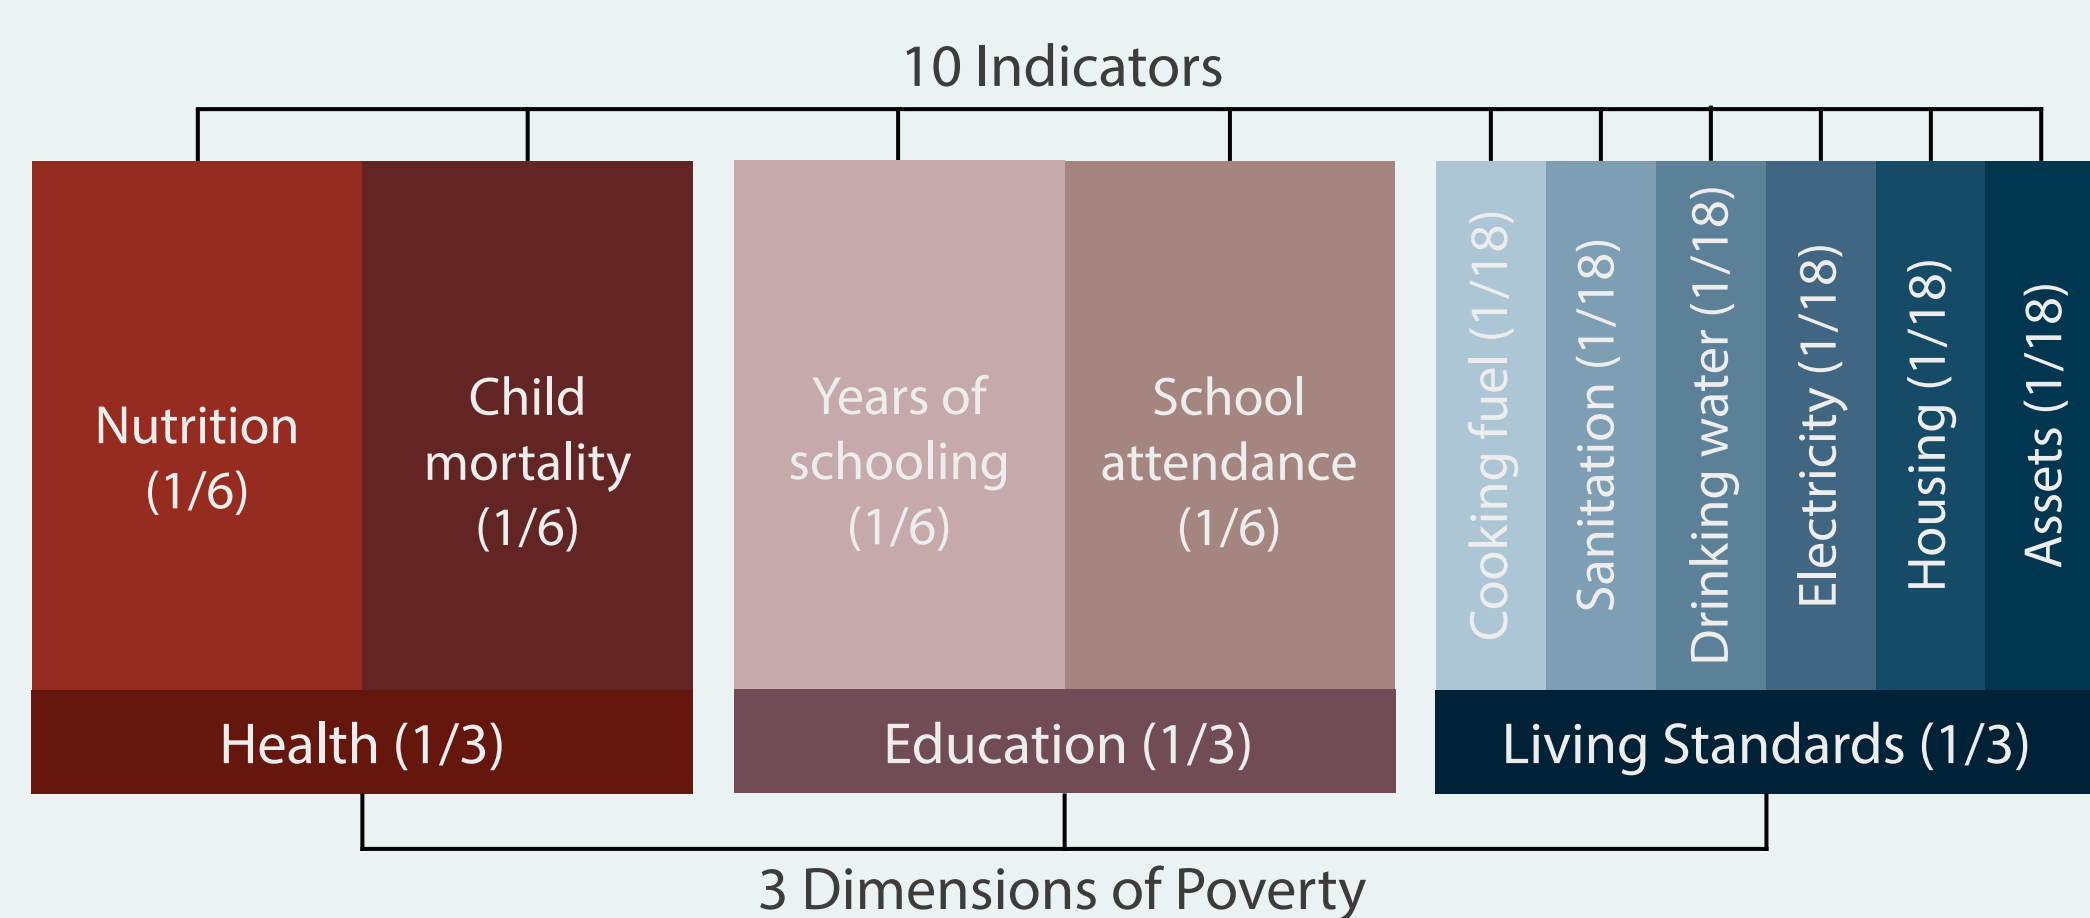 10 Indicators
Nutrition
(1/6)
Child
mortality
(1/6)
Years of
schooling
(1/6)
School
attendance
(1/6)
Cooking fuel (1/18)
Sanitation (1/18)
Drinking water (1/18)
Electricity (1/18)
Housing (1/18)
Assets (1/18)
Health (1/3)
Education (1/3)
Living Standards (1/3)
3 Dimensions of Poverty